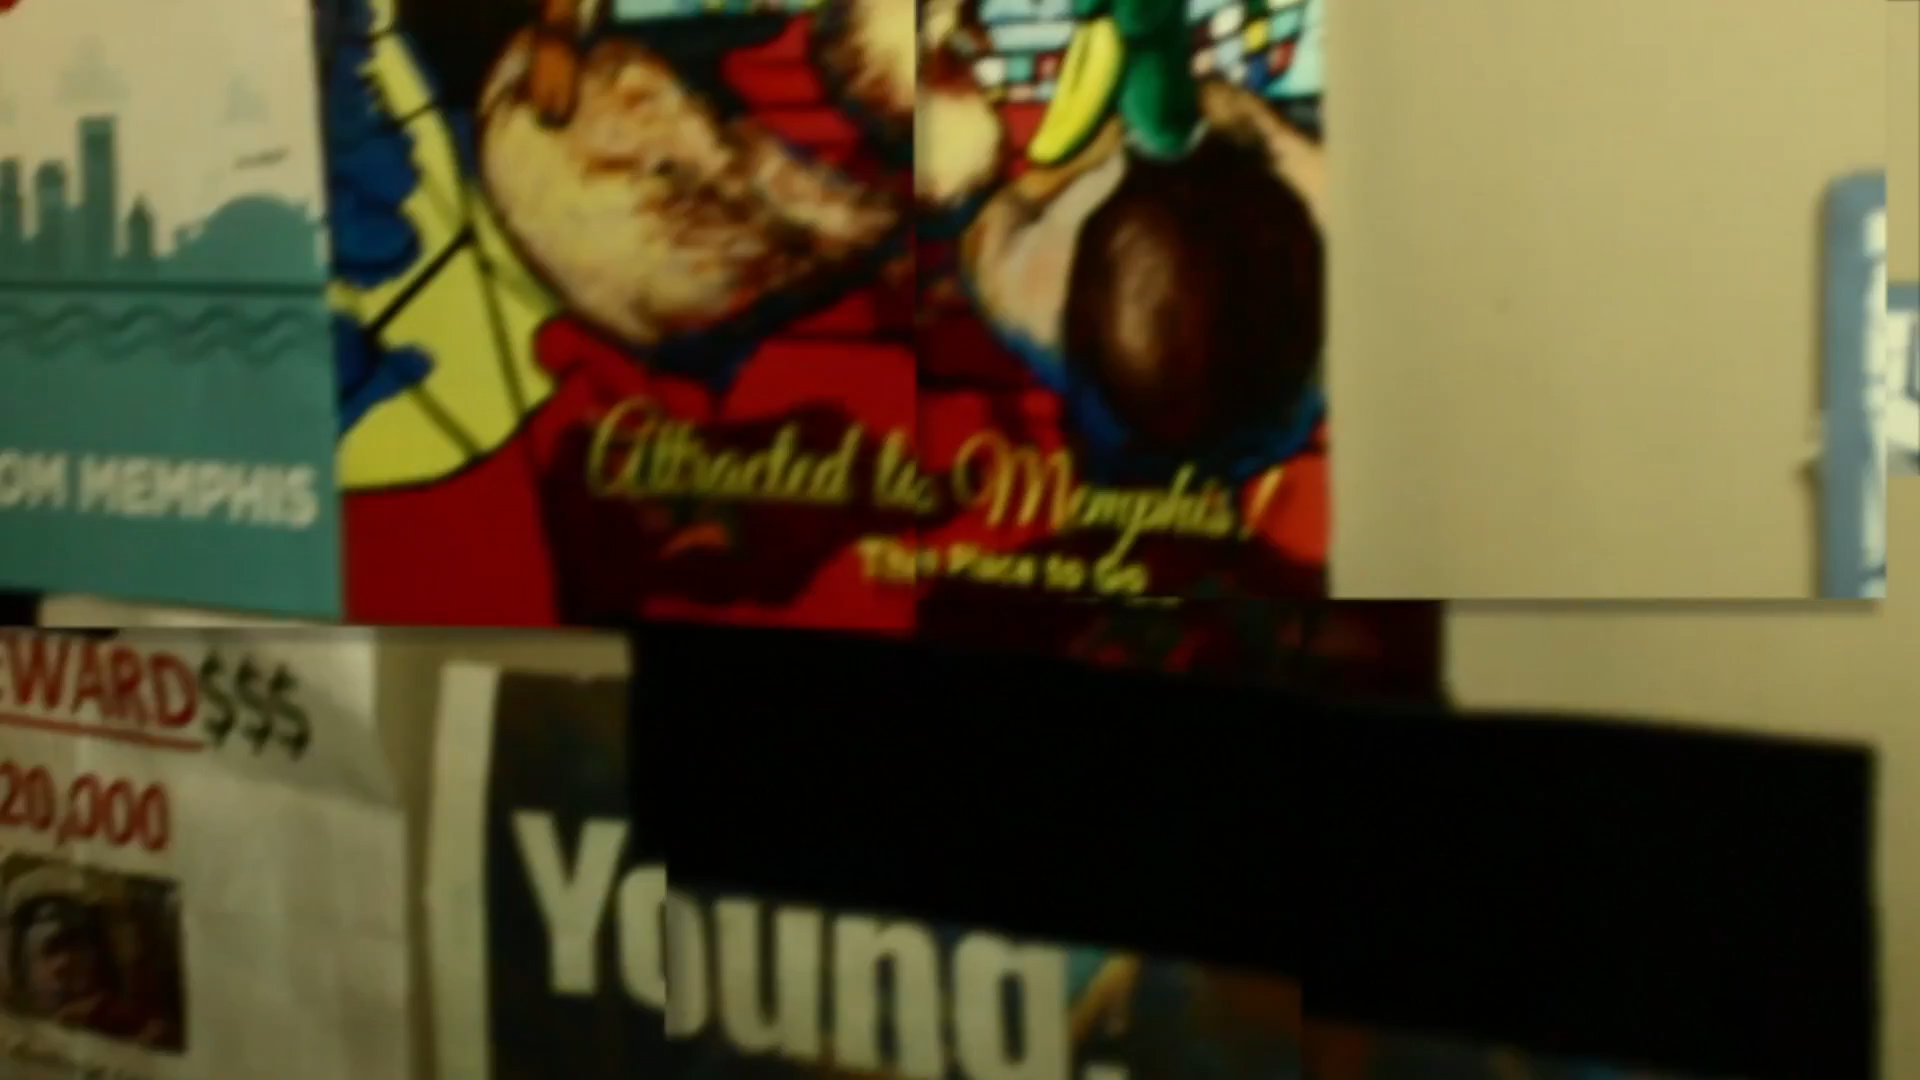 OM MEMPHIS
Attracted to Memphis!
The Place to Go
EWARD$$$
20,000
Young,